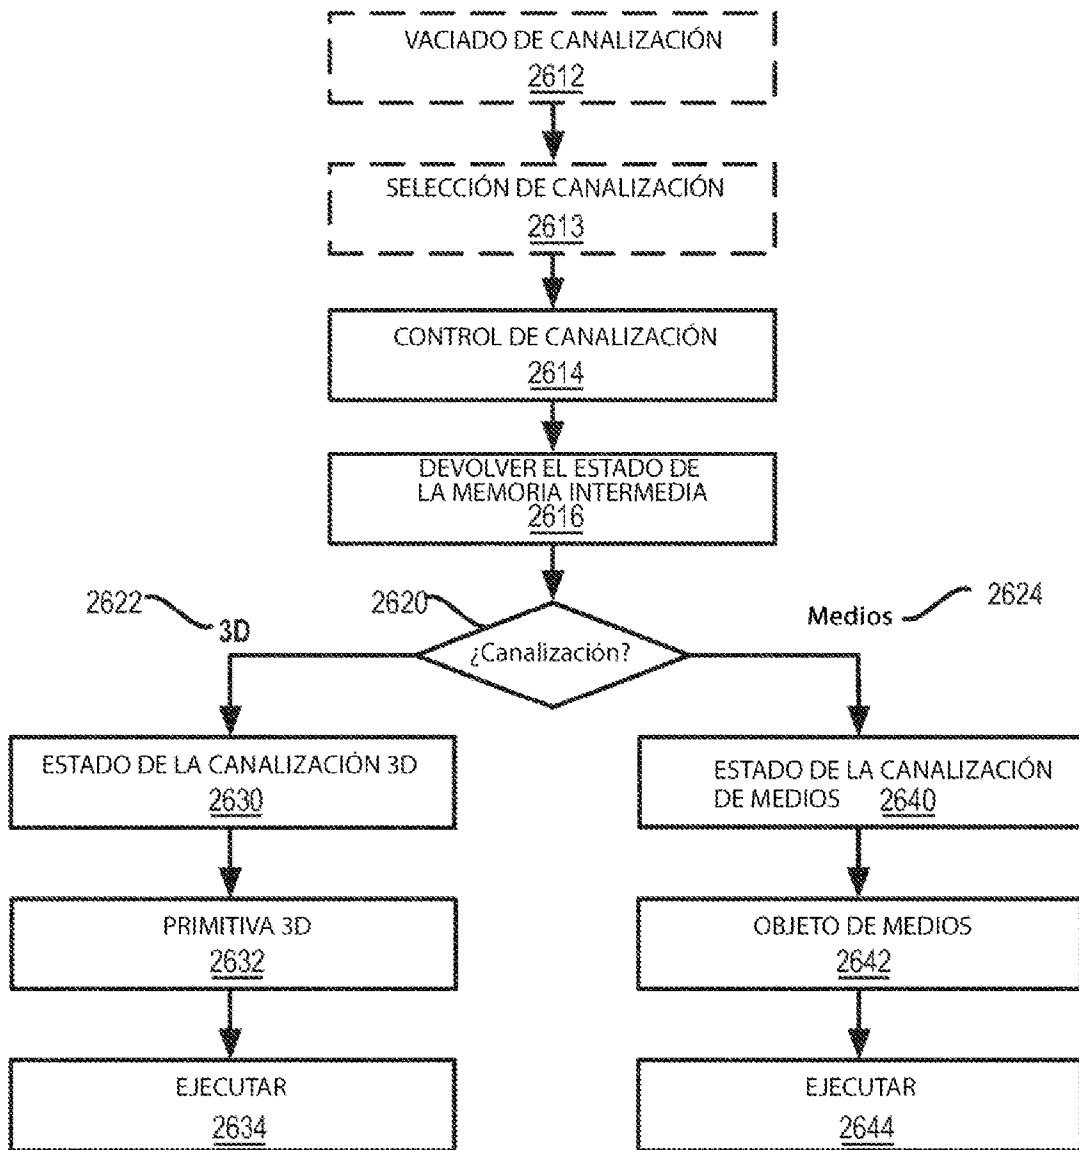 VACIADO DE CANALIZACIÓN
2612
SELECCIÓN DE CANALIZACIÓN
2613
CONTROL DE CANALIZACIÓN
2614
DEVOLVER EL ESTADO DE
LA MEMORIA INTERMEDIA
2616
2622
3D
2620
¿Canalización?
Medios
2624
ESTADO DE LA CANALIZACIÓN 3D
2630
PRIMITIVA 3D
2632
EJECUTAR
2634
ESTADO DE LA CANALIZACIÓN
DE MEDIOS 2640
OBJETO DE MEDIOS
2642
EJECUTAR
2644